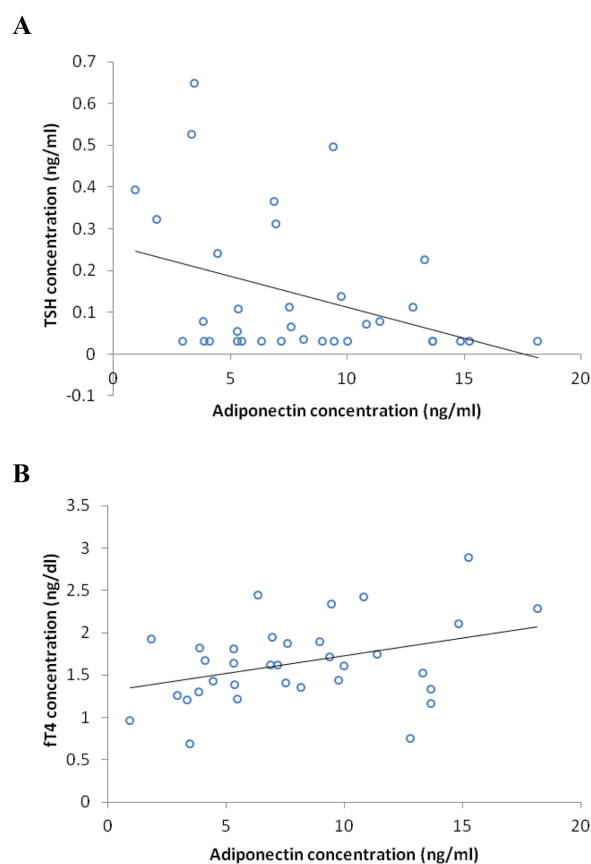 A
0.7
0.6
0.5
0.4
0.3
0.2
0.1
0
-0.1
0 5 10 15 20
TSH concentration (ng/ml)
Adiponectin concentration (ng/ml)
B
3.5
3
2.5
2
1.5
1
0.5
0
0 5 10 15 20
fT4 concentration (ng/dl)
Adiponectin concentration (ng/ml)